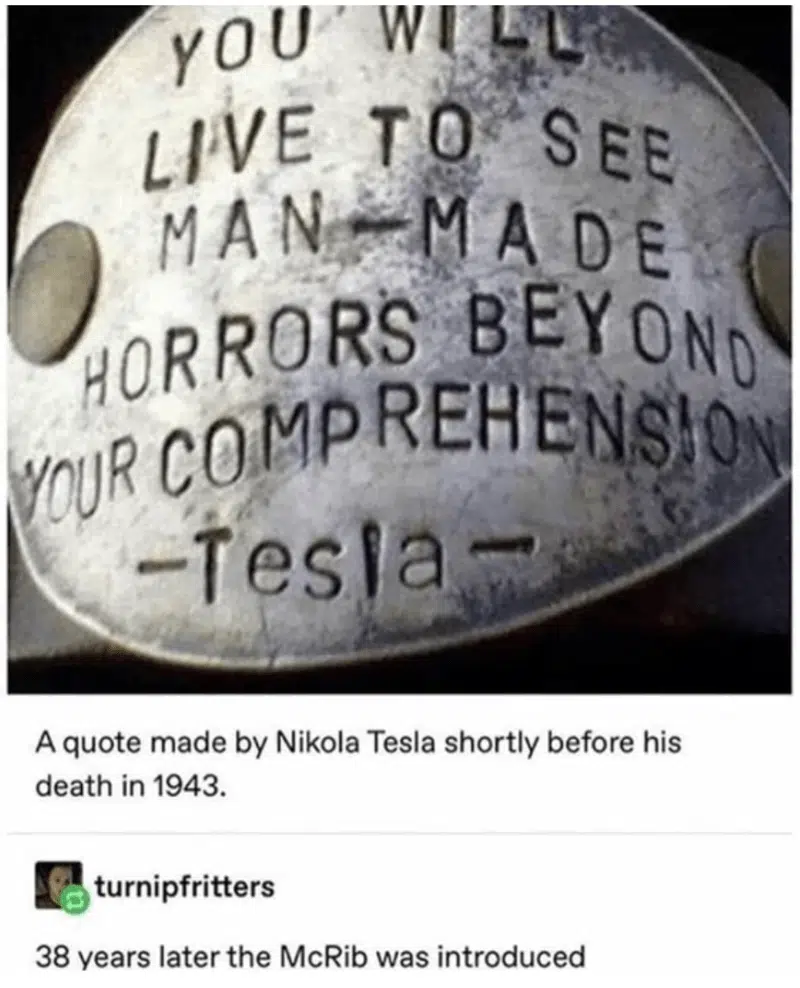 YOU WILL
LIVE TO SEE
MAN-MADE
HORRORS BEYOND
YOUR COMPREHENSION
-Tesla-
A quote made by Nikola Tesla shortly before his
death in 1943.
turnipfritters
38 years later the McRib was introduced